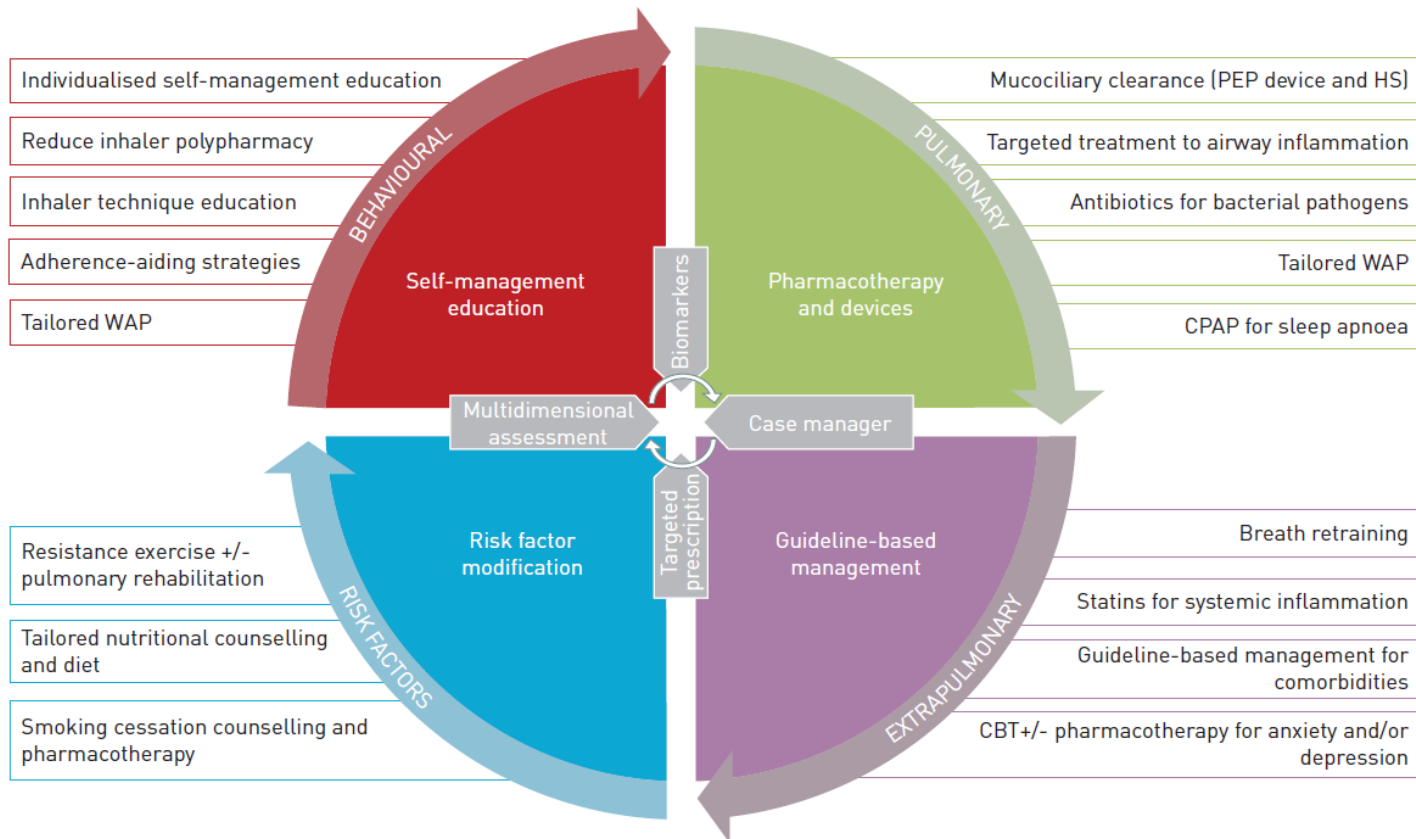 Individualised self-management education
Reduce inhaler polypharmacy
Inhaler technique education
Adherence-aiding strategies
Tailored WAP
BEHAVIOURAL
Self-management
education
Mucociliary clearance (PEP device and HS)
Targeted treatment to airway inflammation
Antibiotics for bacterial pathogens
Tailored WAP
CPAP for sleep apnoea
PULMONARY
Pharmacotherapy
and devices
Biomarkers
Multidimensional
assessment
Case manager
Targeted
prescription
Resistance exercise +/-
pulmonary rehabilitation
Tailored nutritional counselling
and diet
Smoking cessation counselling and
pharmacotherapy
RISK FACTORS
Risk factor
modification
Guideline-based
management
EXTRAPULMONARY
Breath retraining
Statins for systemic inflammation
Guideline-based management for
comorbidities
CBT+/- pharmacotherapy for anxiety and/or
depression